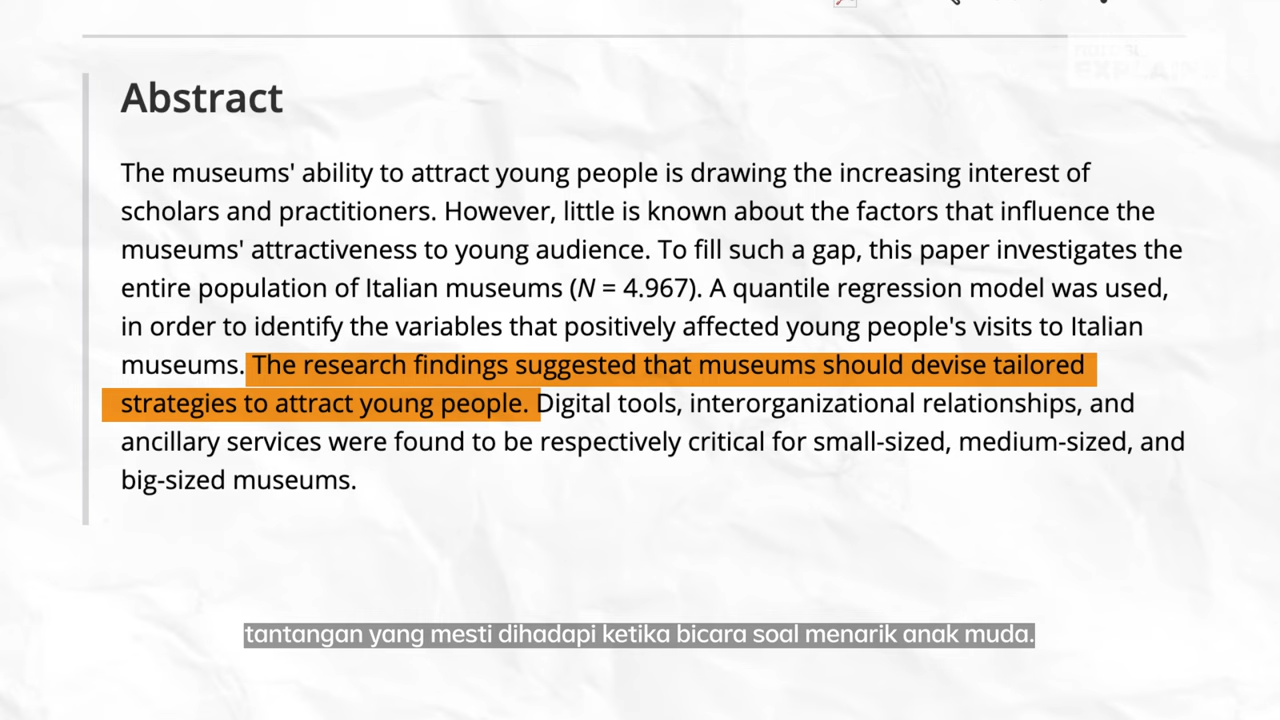 Abstract
The museums' ability to attract young people is drawing the increasing interest of
scholars and practitioners. However, little is known about the factors that influence the
museums' attractiveness to young audience. To fill such a gap, this paper investigates the
entire population of Italian museums (N = 4.967). A quantile regression model was used,
in order to identify the variables that positively affected young people's visits to Italian
museums. The research findings suggested that museums should devise tailored
strategies to attract young people. Digital tools, interorganizational relationships, and
ancillary services were found to be respectively critical for small-sized, medium-sized, and
big-sized museums.
tantangan yang mesti dihadapi ketika bicara soal menarik anak muda.